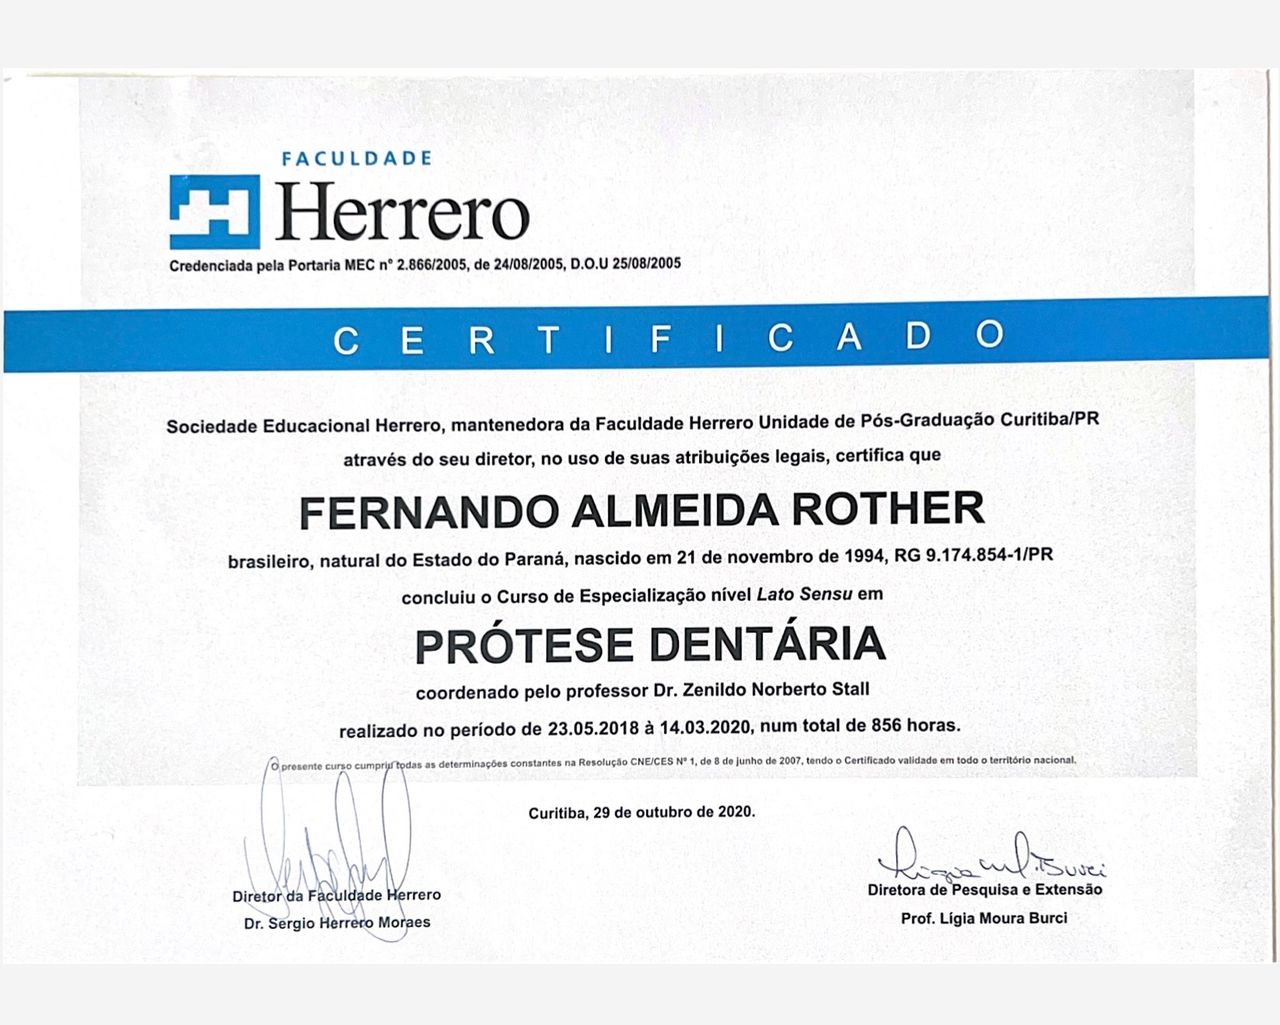 FACULDADE
Herrero
Credenciada pela Portaria MEC nº 2.866/2005, de 24/08/2005, D.O.U 25/08/2005
CERTIFICADO
Sociedade Educacional Herrero, mantenedora da Faculdade Herrero Unidade de Pós-Graduação Curitiba/PR
através do seu diretor, no uso de suas atribuições legais, certifica que
FERNANDO ALMEIDA ROTHER
brasileiro, natural do Estado do Paraná, nascido em 21 de novembro de 1994, RG 9.174.854-1/PR
concluiu o Curso de Especialização nível Lato Sensu em
PRÓTESE DENTÁRIA
coordenado pelo professor Dr. Zenildo Norberto Stall
realizado no período de 23.05.2018 à 14.03.2020, num total de 856 horas.
O presente curso cumpriu todas as determinações constantes na Resolução CNE/CES Nº 1, de 8 de junho de 2007, tendo o Certificado validade em todo o território nacional.
Curitiba, 29 de outubro de 2020.
Diretor da Faculdade Herrero
Dr. Sergio Herrero Moraes
Diretora de Pesquisa e Extensão
Prof. Lígia Moura Burci